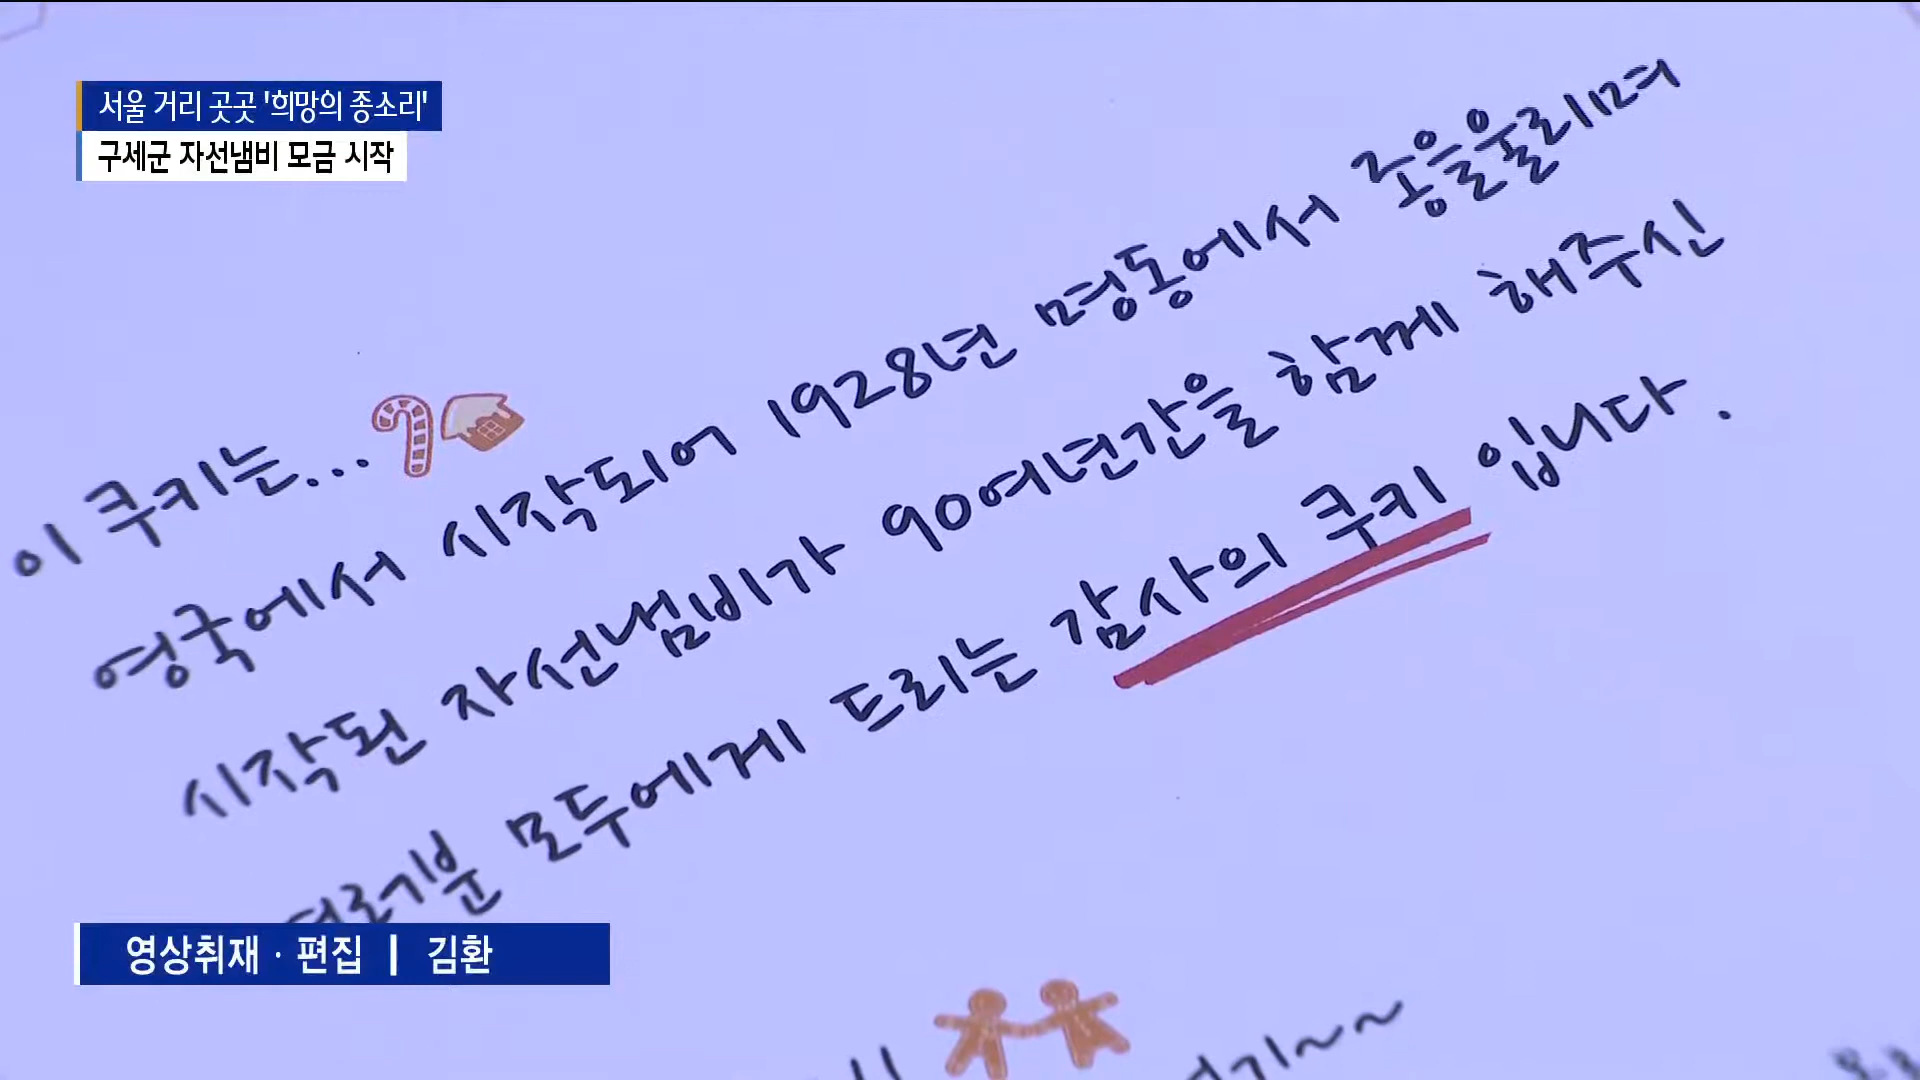 서울 거리 곳곳 '희망의 종소리'
구세군 자선냄비 모금 시작
이 쿠키는...
영국에서 시작되어 1928년 명동에서 종을울리며
시작된 자선냄비가 90여년간을 함께 해주신
여러분 모두에게 드리는 감사의 쿠키 입니다.
영상취재·편집 | 김환